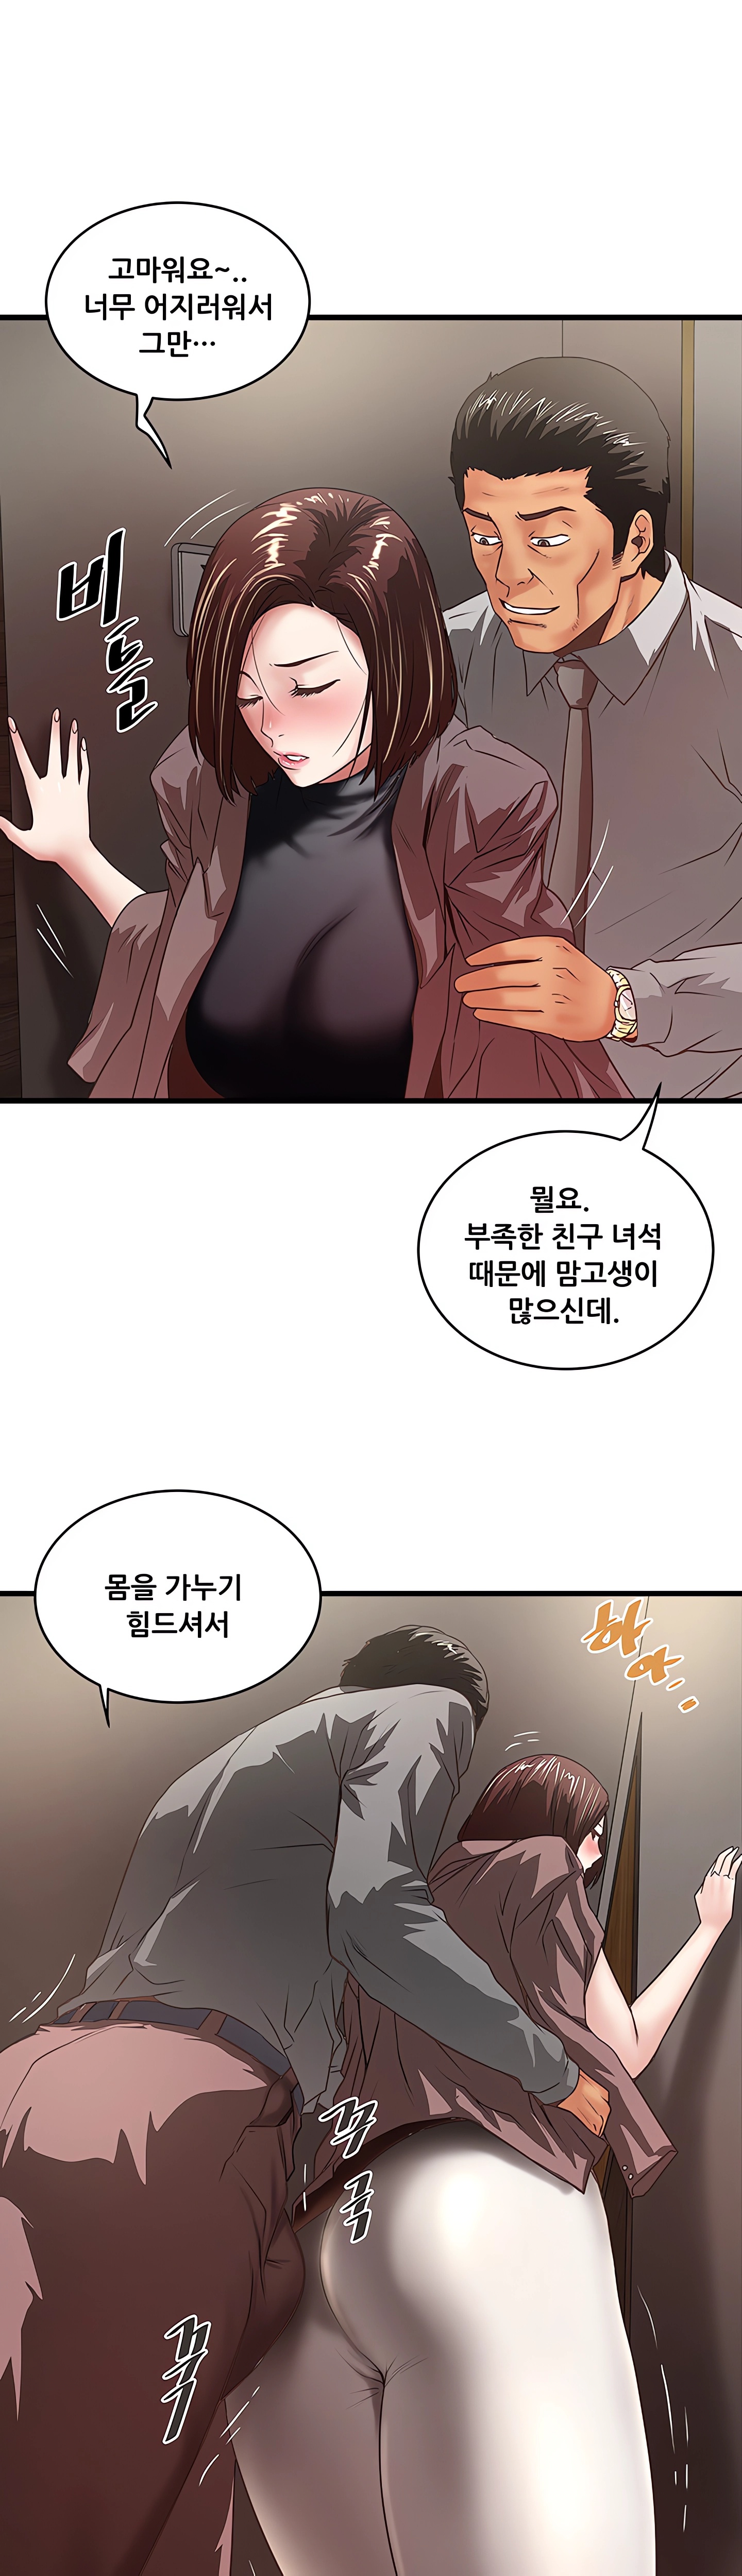 고마워요~..
너무 어지러워서
그만…
비틀
뭘요.
부족한 친구 녀석
때문에 맘고생이
많으신데.
몸을 가누기
힘드셔서
하아..
꾸
욱
꾹